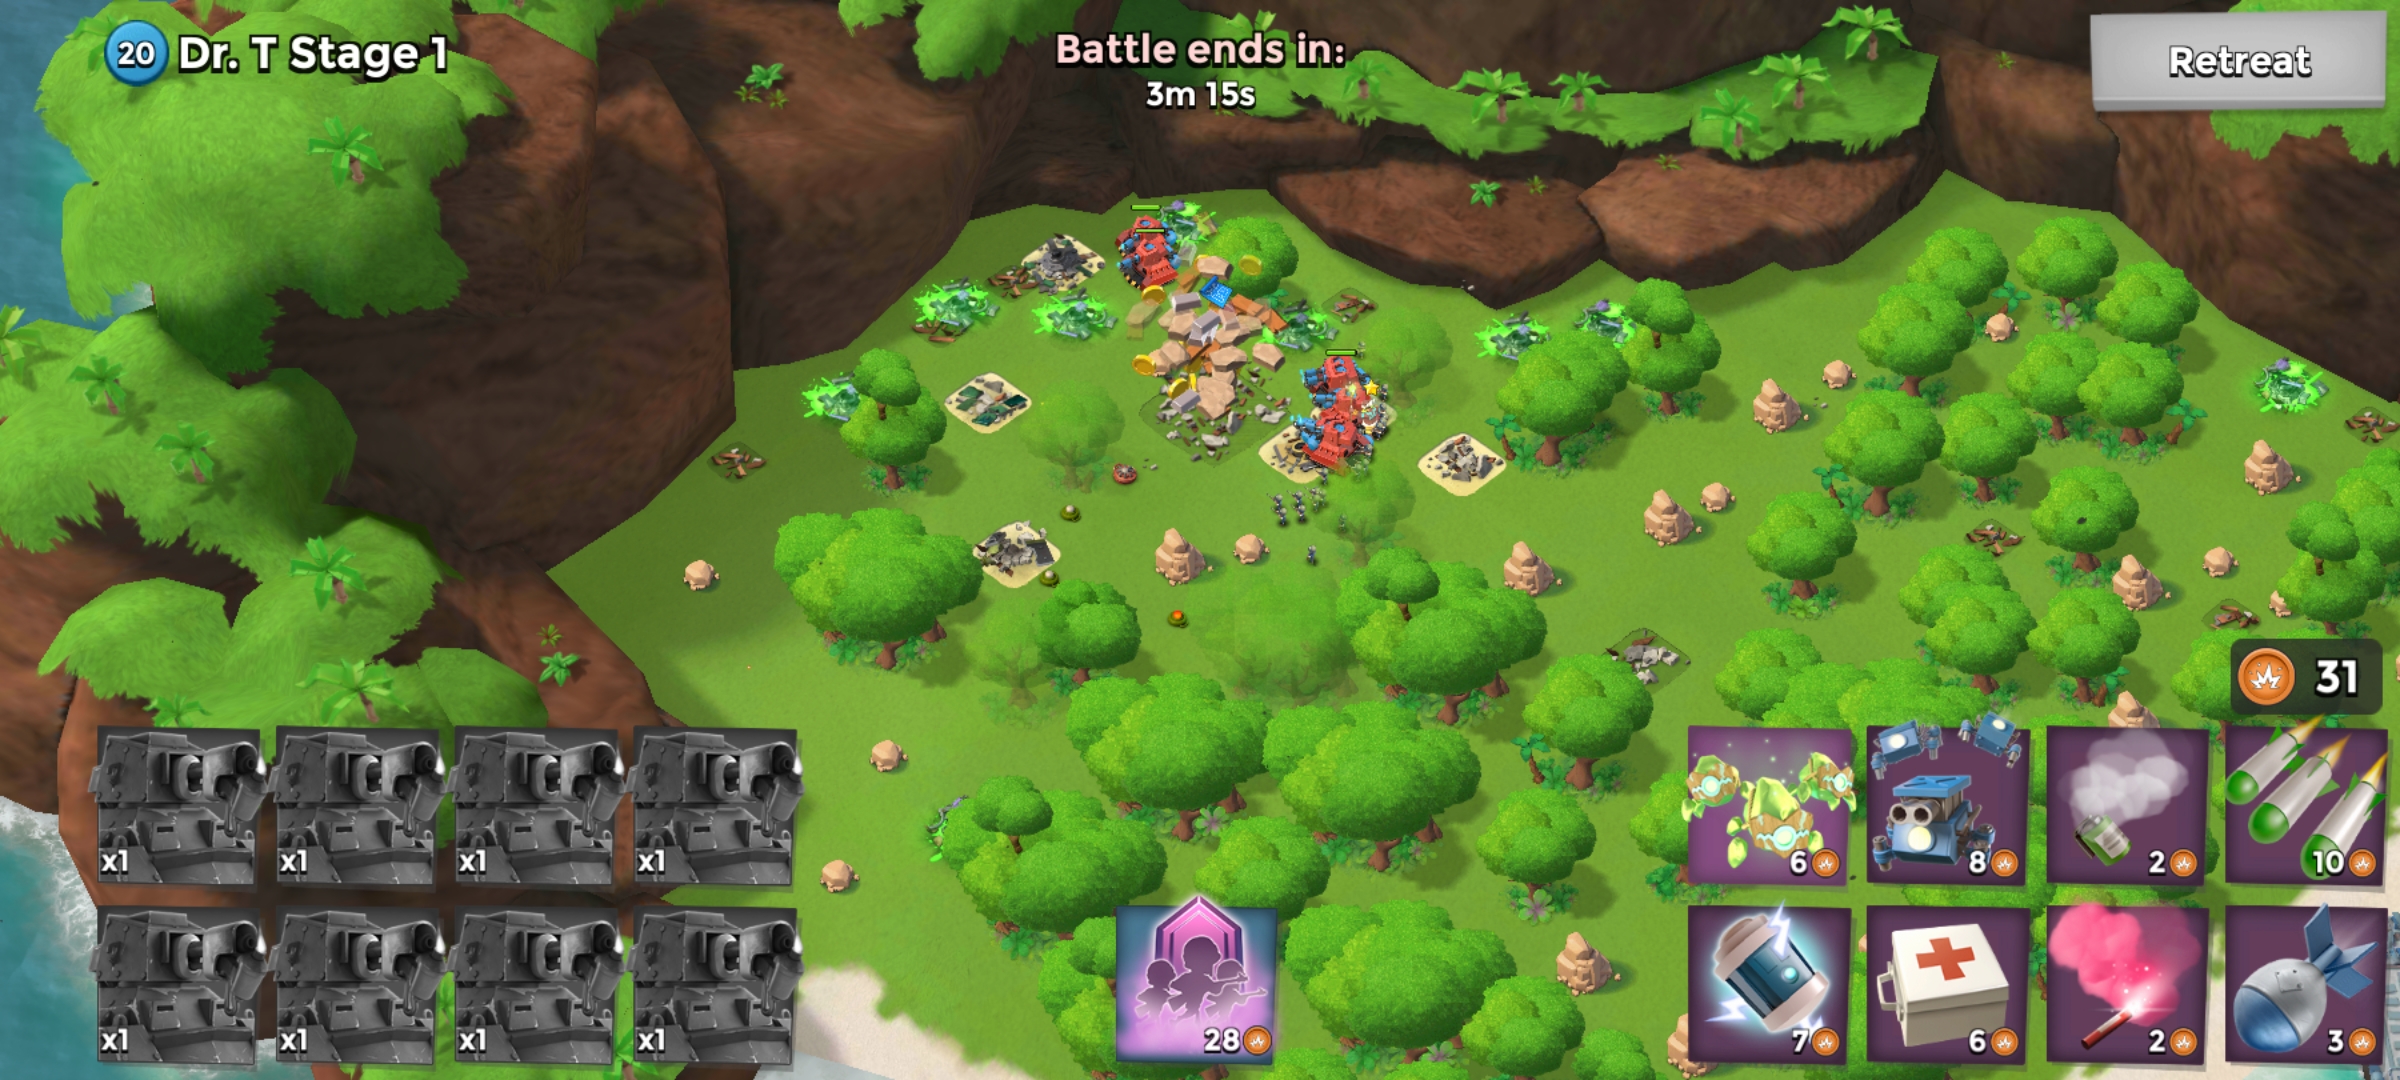 20 Dr. T Stage 1
Battle ends in:
3m 15s
Retreat
31
x1 x1 x1 x1
6 8 2 10
x1 x1 x1 x1
28
7 6 2 3